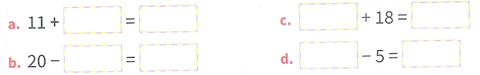 a. 11 + =
c. + 18 =
b. 20 − =
d. − 5 =